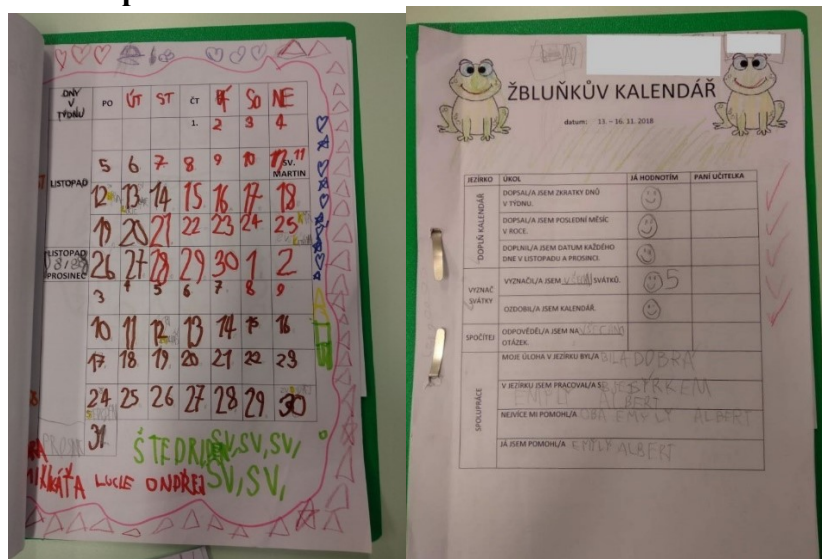 DNY V TÝDNU PO ÚT ST ČT PÁ SO NE
1. 2 3 4
5 6 7 8 9 10 11 SV. MARTIN
LISTOPAD 12 13 14 15 16 17 18
19 20 21 22 23 24 25
LISTOPAD PROSINEC 26 27 28 29 30 1 2
3 4 5 6 7 8 9
10 11 12 13 14 15 16
17 18 19 20 21 22 23
24 25 26 27 28 29 30
31
ŠTEDRI SV, SV, SV,
KÁŤA LUCIE ONDŘEJ SV, SV,
ŽBLUŇKŮV KALENDÁŘ
datum: 13. – 16. 11. 2018
JEZÍRKO ÚKOL JÁ HODNOTÍM PANÍ UČITELKA
DOPLŇ KALENDÁŘ
DOPSAL/A JSEM ZKRATKY DNŮ
V TÝDNU.
DOPSAL/A JSEM POSLEDNÍ MĚSÍC
V ROCE.
DOPLNIL/A JSEM DATUM KAŽDÉHO
DNE V LISTOPADU A PROSINCI.
VYZNAČ SVÁTKY
VYZNAČIL/A JSEM SVÁTKŮ. 5
OZDOBIL/A JSEM KALENDÁŘ.
SPOČÍTEJ
ODPOVĚDĚL/A JSEM NA
OTÁZEK.
SPOLUPRÁCE
MOJE ÚLOHA V JEZÍRKU BYLA/ BILA DOBRÁ
V JEZÍRKU JSEM PRACOVAL/A S
EMILY ALBERT
NEJVÍCE MI POMOHL/A OBA EMYLY ALBERT
JÁ JSEM POMOHL/A EMILY ALBERT